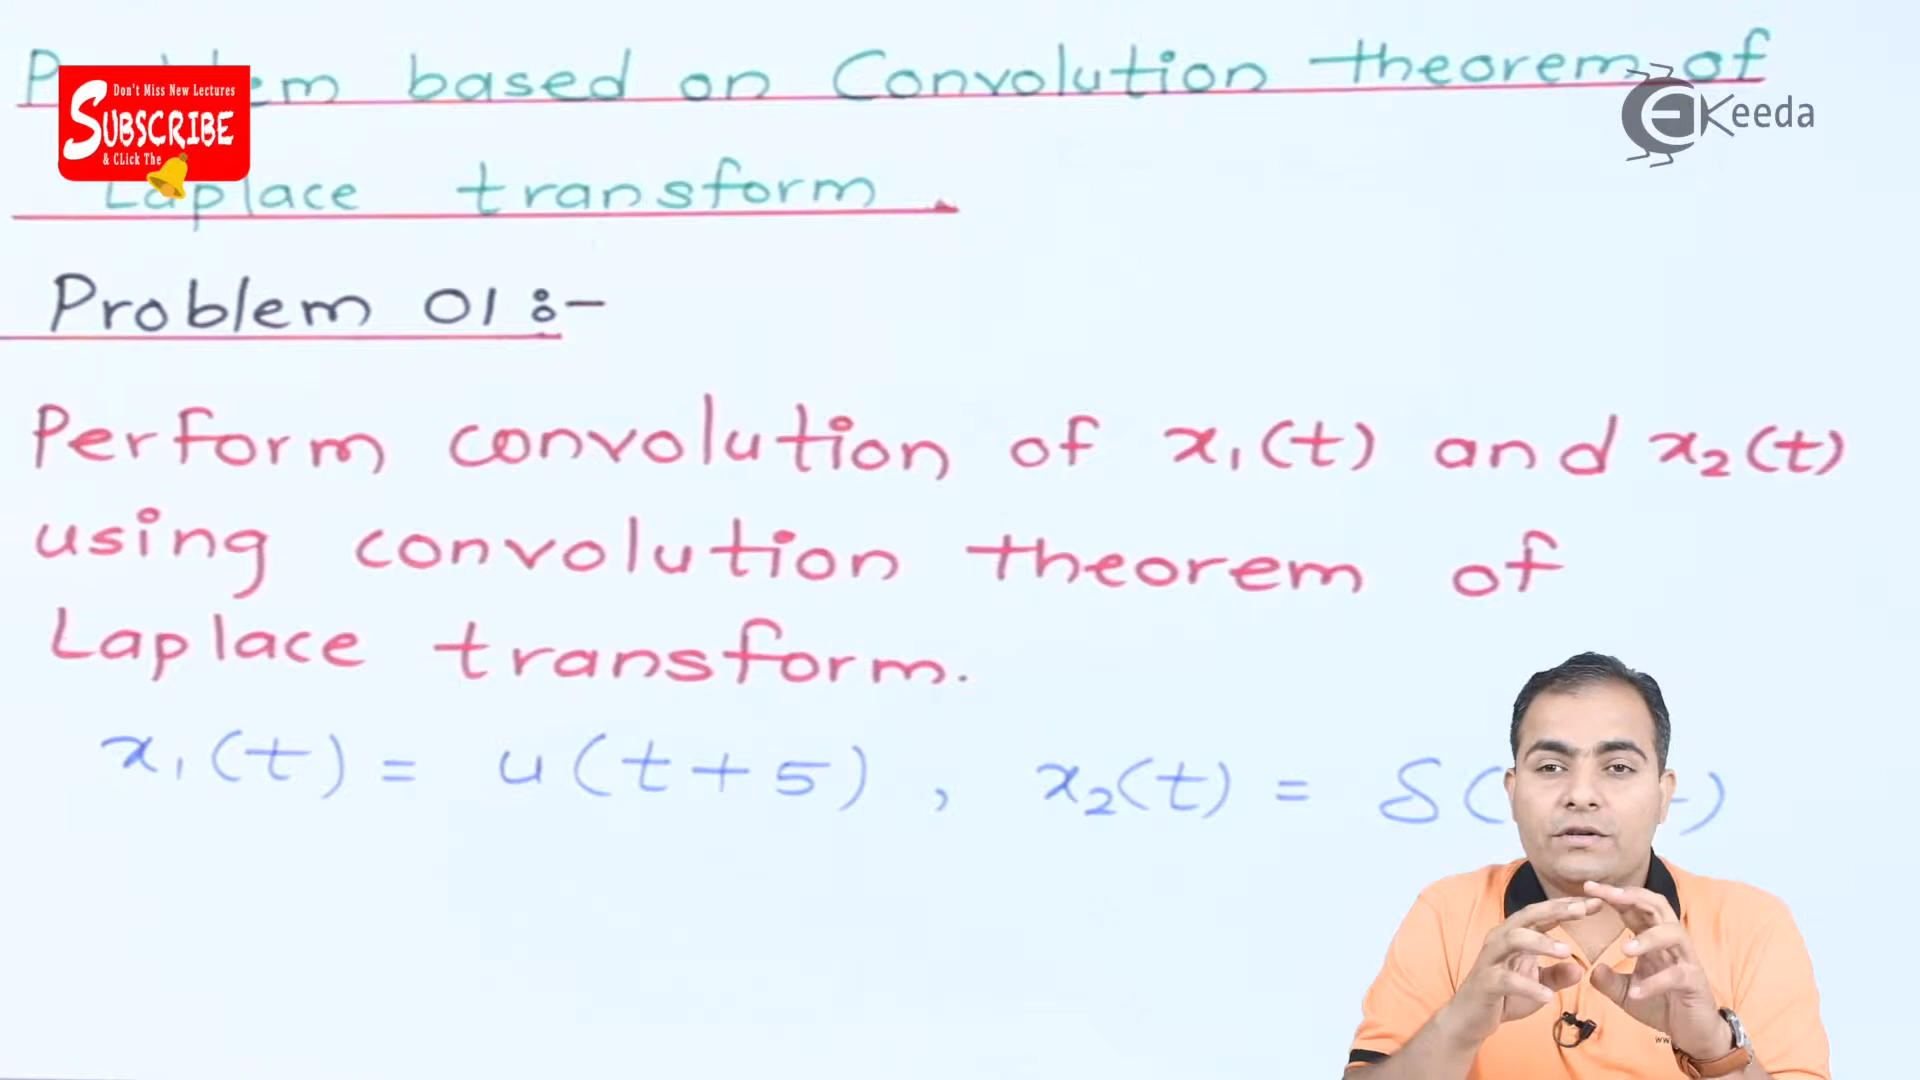 based on Convolution theorem of
Laplace transform.
Don't Miss New Lectures
SUBSCRIBE
& CLick The
Keeda
Problem 01 :-
Perform convolution of x₁(t) and x₂(t)
using convolution theorem of
Laplace transform.
x₁(t) = u(t+5) , x₂(t) = δ( )